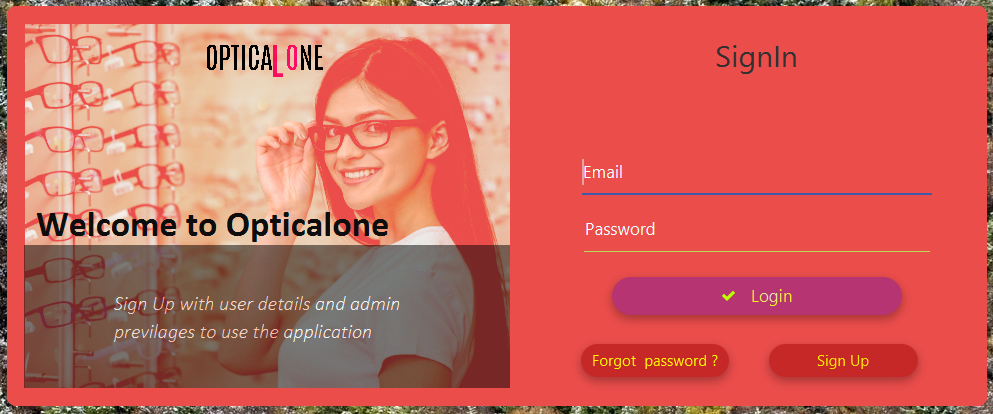 OPTICALONE
Welcome to Opticalone
Sign Up with user details and admin
previlages to use the application
SignIn
Email
Password
Login
Forgot password ?
Sign Up